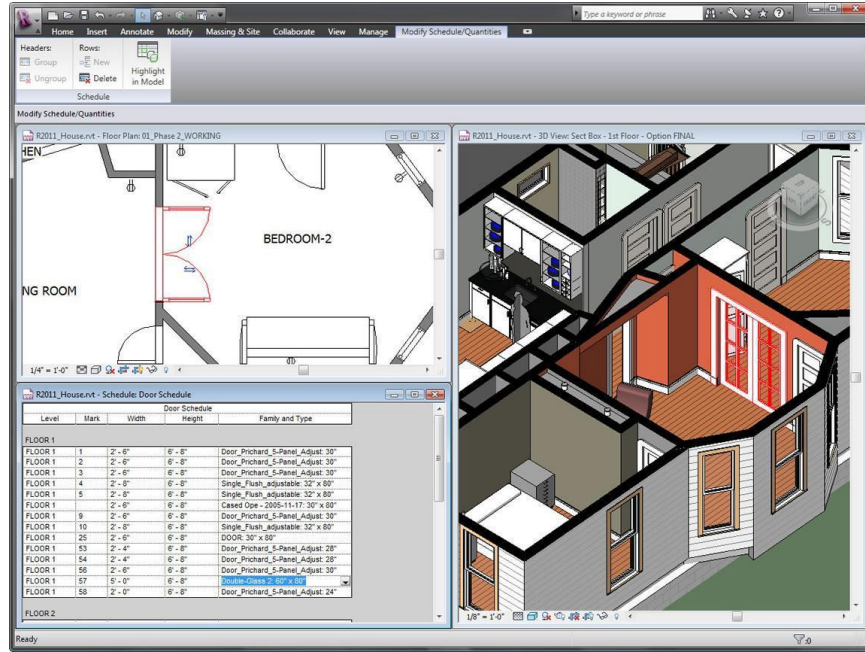 Type a keyword or phrase
Home Insert Annotate Modify Massing & Site Collaborate View Manage Modify Schedule/Quantities
Headers: Rows:
Group New
Ungroup Delete
Highlight in Model
Schedule
Modify Schedule/Quantities
R2011_House.rvt - Floor Plan: 01_Phase 2_WORKING
HEN
BEDROOM-2
NG ROOM
1/4" = 1'-0"
R2011_House.rvt - 3D View: Sect Box - 1st Floor - Option FINAL
1/8" = 1'-0"
R2011_House.rvt - Schedule: Door Schedule
Door Schedule
Level Mark Width Height Family and Type
FLOOR 1
FLOOR 1 1 2' - 6" 6' - 8" Door_Prichard_5-Panel_Adjust: 30"
FLOOR 1 2 2' - 6" 6' - 8" Door_Prichard_5-Panel_Adjust: 30"
FLOOR 1 3 2' - 6" 6' - 8" Door_Prichard_5-Panel_Adjust: 30"
FLOOR 1 4 2' - 8" 6' - 8" Single_Flush_adjustable: 32" x 80"
FLOOR 1 5 2' - 8" 6' - 8" Single_Flush_adjustable: 32" x 80"
FLOOR 1 2' - 6" 6' - 8" Cased Ope - 2005-11-17: 30" x 80"
FLOOR 1 9 2' - 6" 6' - 8" Door_Prichard_5-Panel_Adjust: 30"
FLOOR 1 10 2' - 8" 6' - 8" Single_Flush_adjustable: 32" x 80"
FLOOR 1 25 2' - 6" 6' - 8" DOOR: 30" x 80"
FLOOR 1 53 2' - 4" 6' - 8" Door_Prichard_5-Panel_Adjust: 28"
FLOOR 1 54 2' - 4" 6' - 8" Door_Prichard_5-Panel_Adjust: 28"
FLOOR 1 56 2' - 6" 6' - 8" Door_Prichard_5-Panel_Adjust: 30"
FLOOR 1 57 5' - 0" 6' - 8" Double-Glass 2: 60" x 80"
FLOOR 1 58 2' - 0" 6' - 8" Door_Prichard_5-Panel_Adjust: 24"
FLOOR 2
Ready
:0